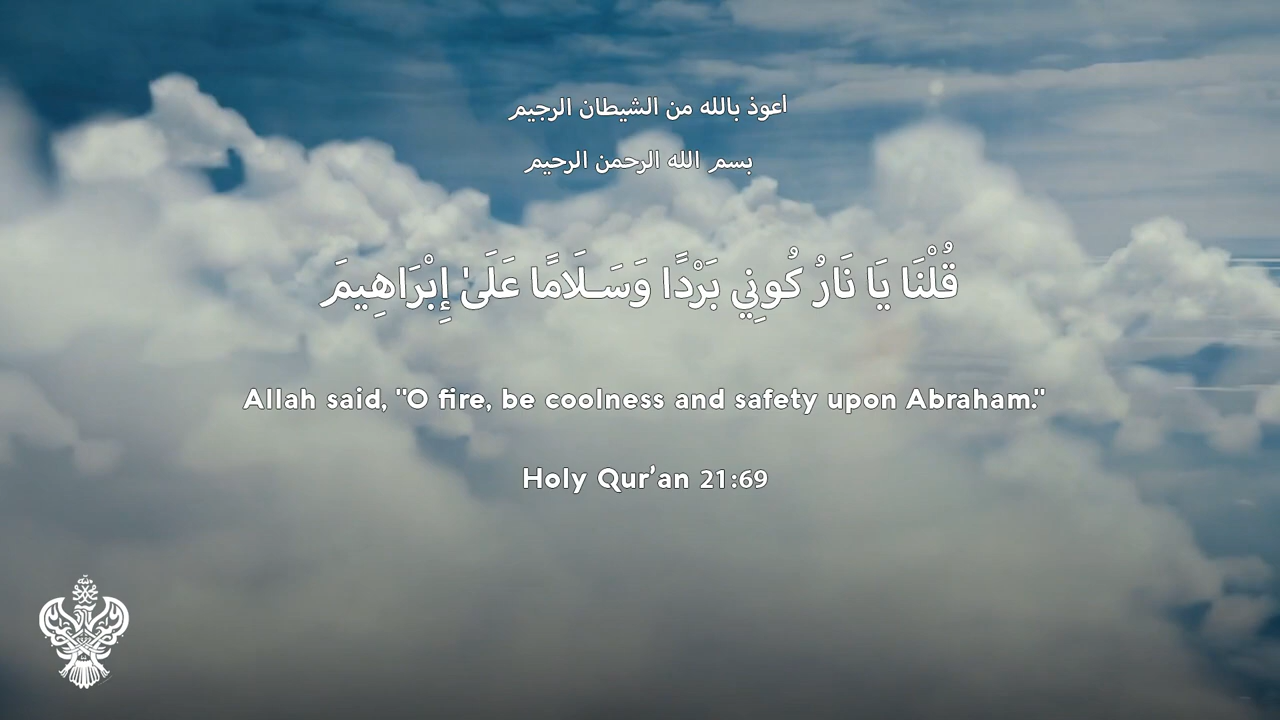 اعوذ بالله من الشيطان الرجيم
بسم الله الرحمن الرحيم
قُلْنَا يَا نَارُ كُونِي بَرْدًا وَسَـلَامًا عَلَىٰ إِبْرَاهِيمَ
Allah said, "O fire, be coolness and safety upon Abraham."
Holy Qur'an 21:69